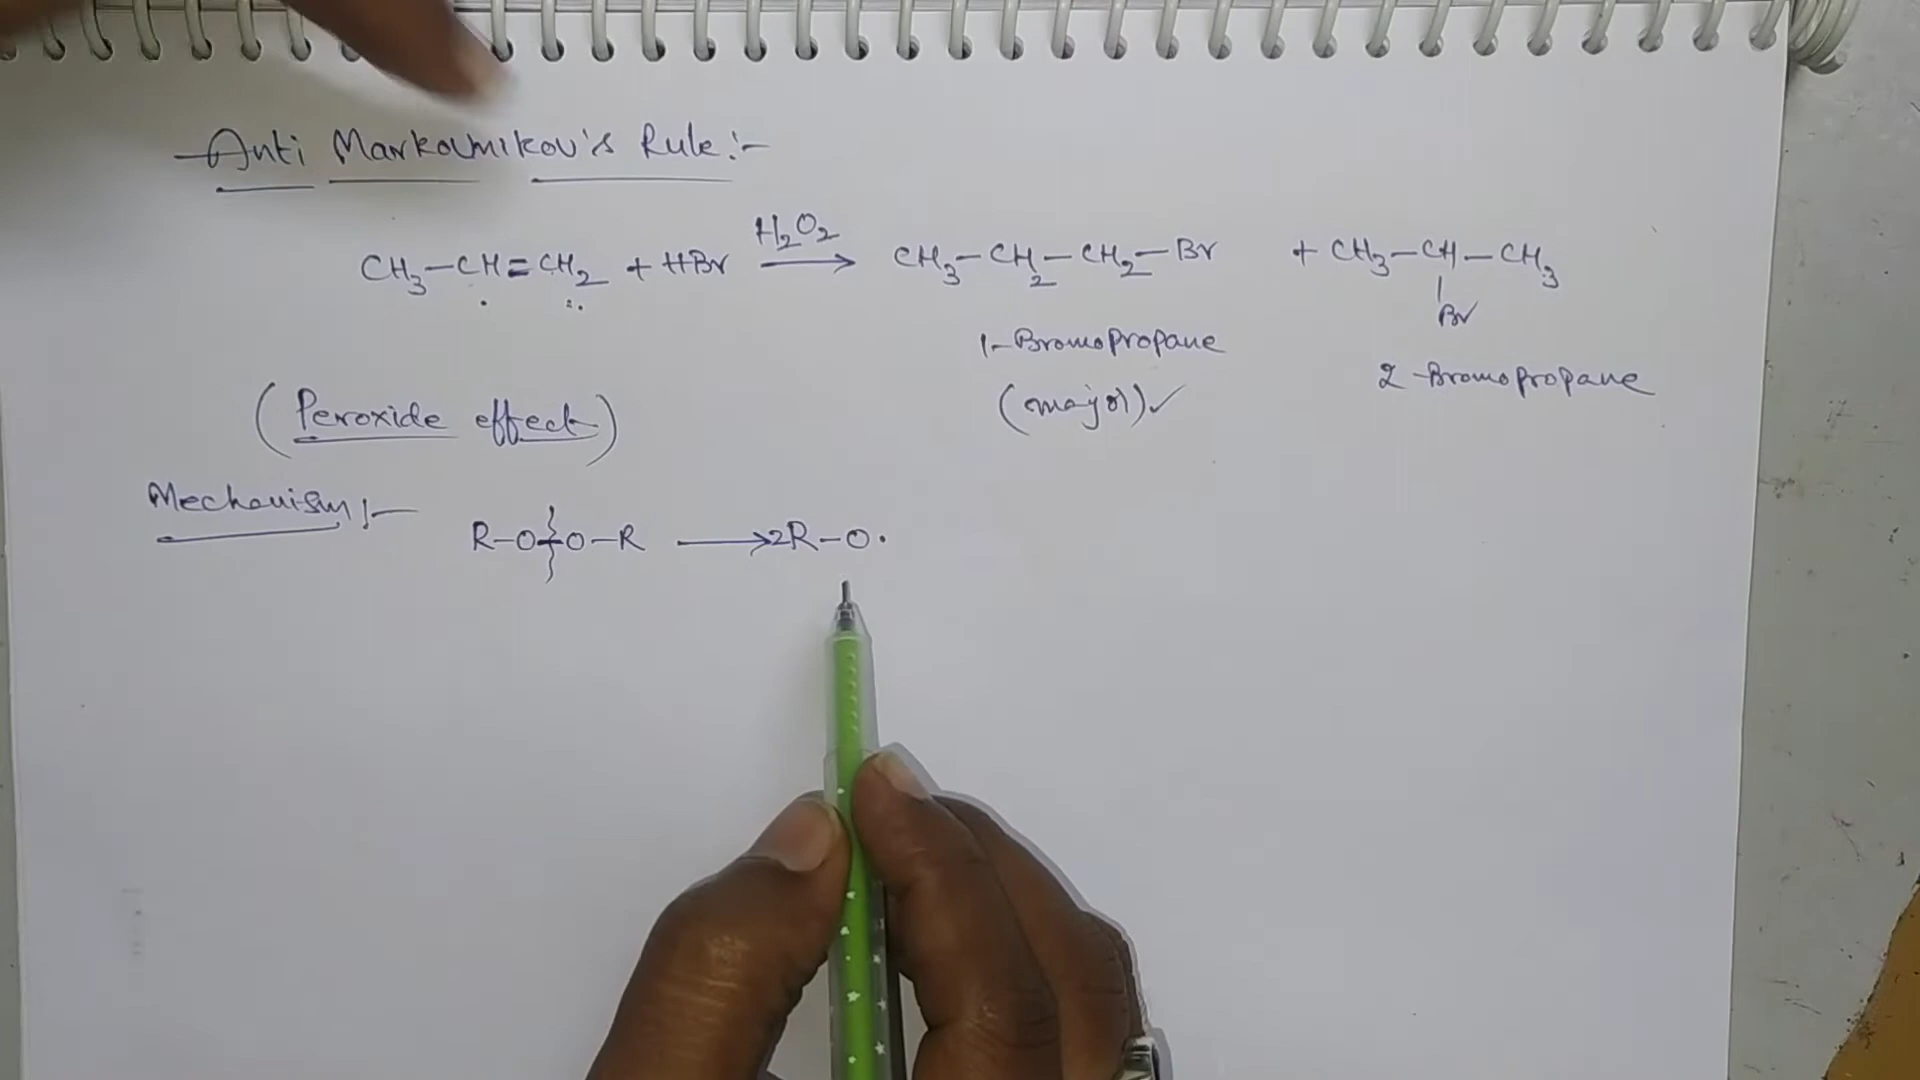 Anti Markovnikov's Rule:-
H2O2
CH3-CH=CH2 + HBr → CH3-CH2-CH2-Br + CH3-CH-CH3
Br
1-Bromopropane
2-Bromopropane
(Peroxide effect)
(major)✓
Mechanism:-
R-O-O-R → 2R-O·